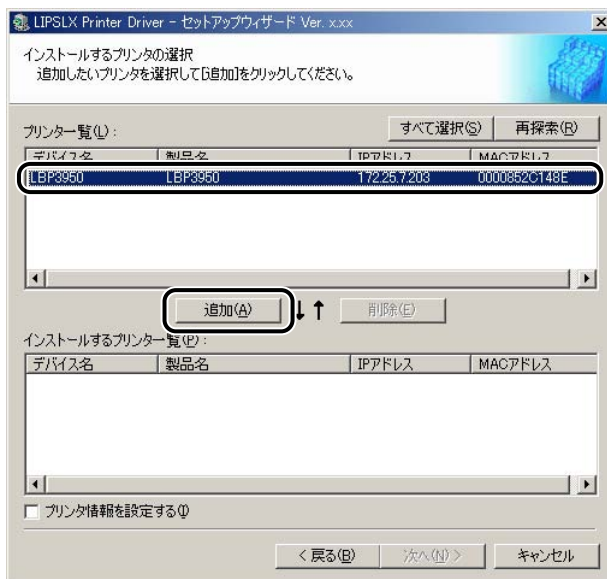 LIPSLX Printer Driver - セットアップウィザード Ver. x.xx
インストールするプリンタの選択
追加したいプリンタを選択して[追加]をクリックしてください。
プリンター覧(L):
すべて選択(S) 再探索(R)
デバイス名 製品名 IPアドレス MACアドレス
LBP3950 LBP3950 172.25.7.203 0000852C148E
追加(A) ↓ ↑ 削除(E)
インストールするプリンター覧(P):
デバイス名 製品名 IPアドレス MACアドレス
プリンタ情報を設定する(I)
< 戻る(B) 次へ(N) > キャンセル